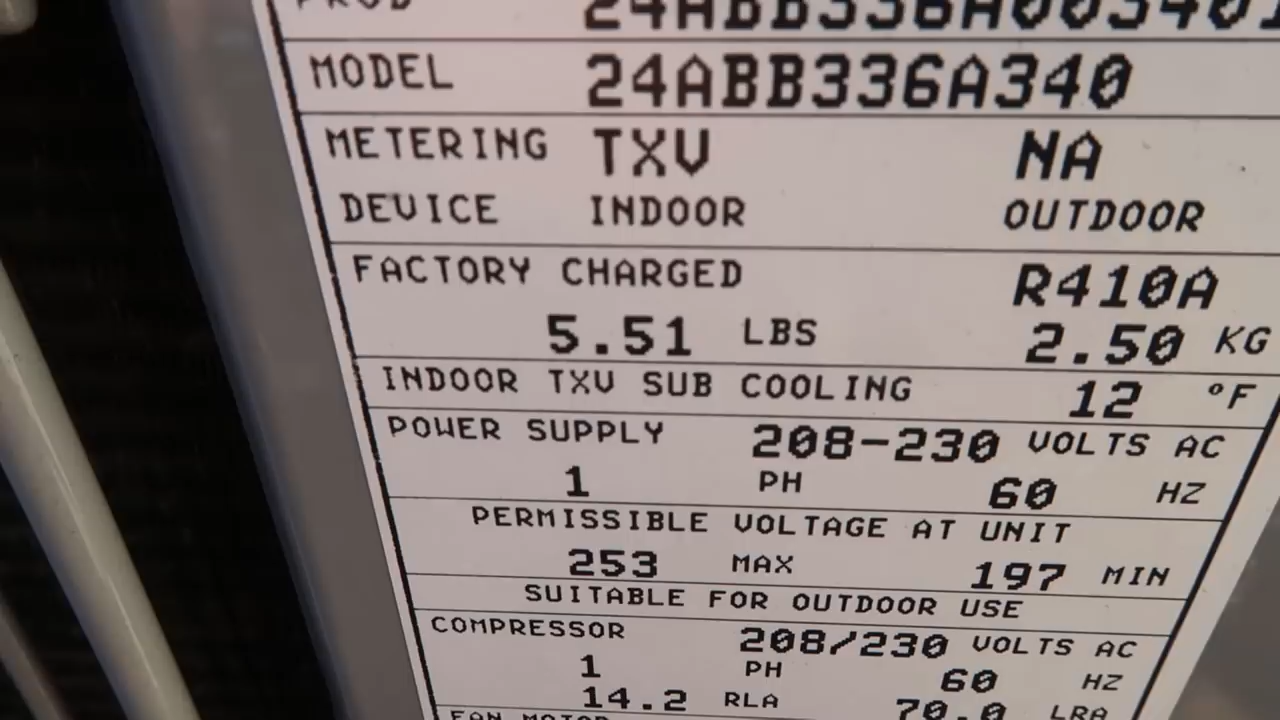 PROD 24ABB336A003401
MODEL 24ABB336A340
METERING TXV NA
DEVICE INDOOR OUTDOOR
FACTORY CHARGED R410A
5.51 LBS 2.50 KG
INDOOR TXV SUB COOLING 12 °F
POWER SUPPLY 208-230 VOLTS AC
1 PH 60 HZ
PERMISSIBLE VOLTAGE AT UNIT
253 MAX 197 MIN
SUITABLE FOR OUTDOOR USE
COMPRESSOR 208/230 VOLTS AC
1 PH 60 HZ
14.2 RLA 70.0 LRA
FAN MOTOR